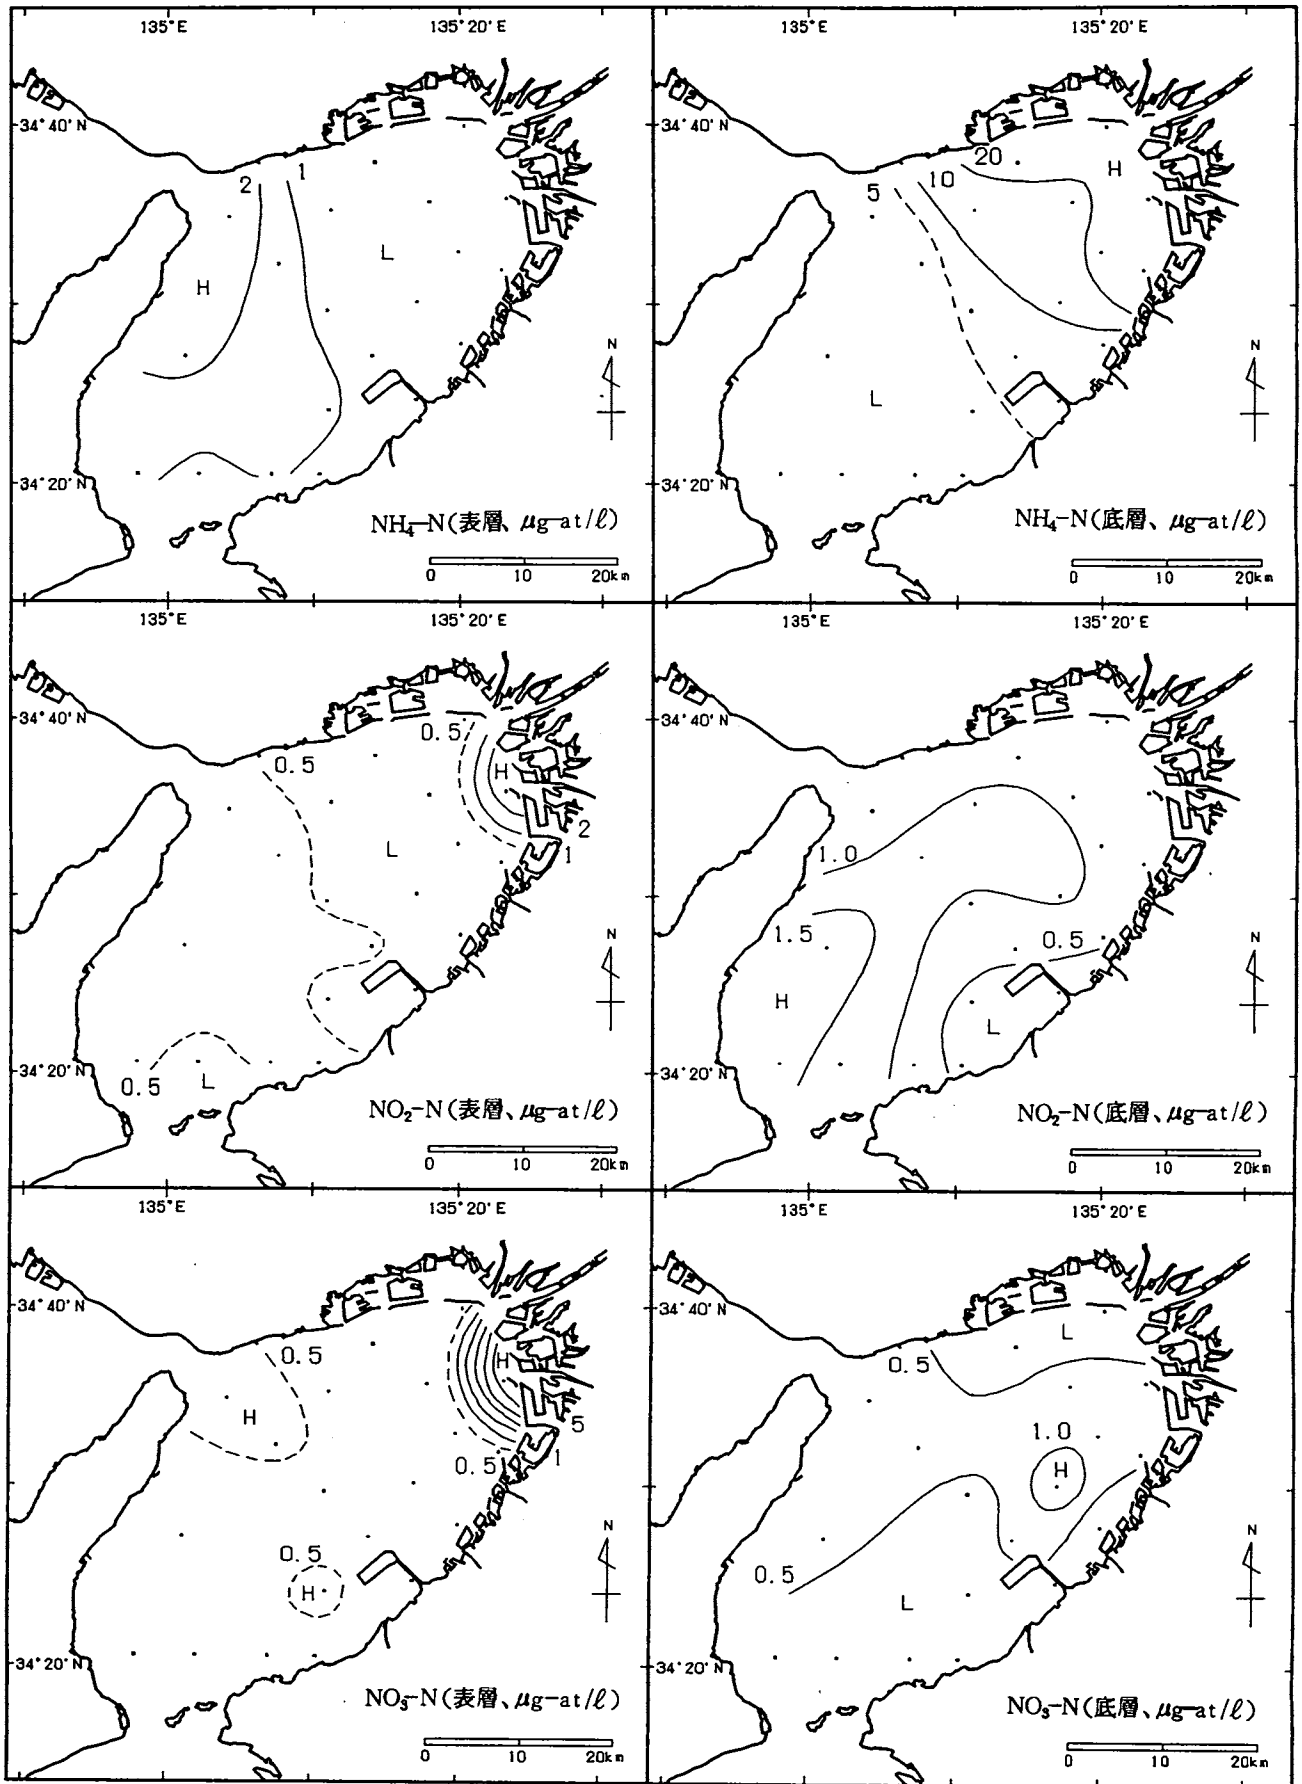 135°E
135°20′E
34°40′N
2
1
L
H
N
34°20′N
NH₄-N(表層、μg-at/ℓ)
0 10 20km
135°E
135°20′E
34°40′N
20
H
5
10
L
N
34°20′N
NH₄-N(底層、μg-at/ℓ)
0 10 20km
135°E
135°20′E
34°40′N
0.5
0.5
H
2
1
L
N
34°20′N
0.5
L
NO₂-N(表層、μg-at/ℓ)
0 10 20km
135°E
135°20′E
34°40′N
1.0
1.5
0.5
H
L
N
34°20′N
NO₂-N(底層、μg-at/ℓ)
0 10 20km
135°E
135°20′E
34°40′N
0.5
H
H
5
0.5
1
N
0.5
H
34°20′N
NO₃-N(表層、μg-at/ℓ)
0 10 20km
135°E
135°20′E
34°40′N
L
0.5
1.0
H
N
0.5
L
34°20′N
NO₃-N(底層、μg-at/ℓ)
0 10 20km